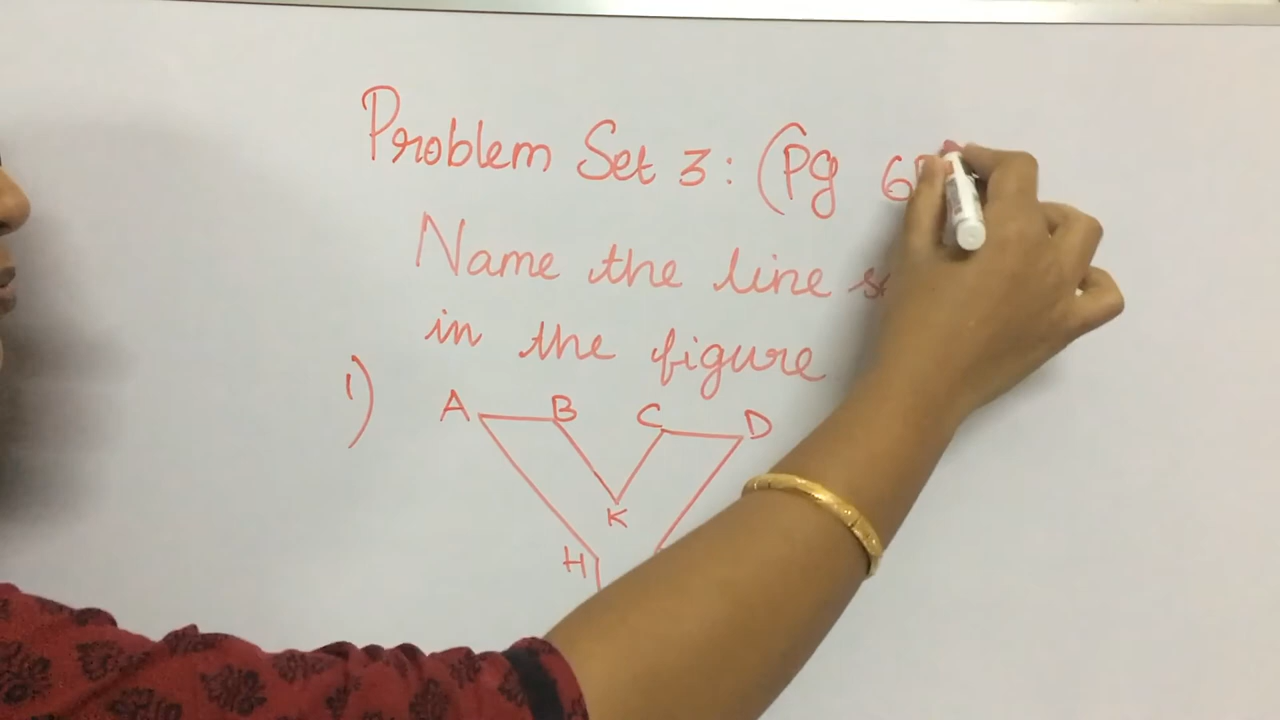 Problem Set 3: (Pg 6
Name the line
in the figure
1)
A B C D
K
H